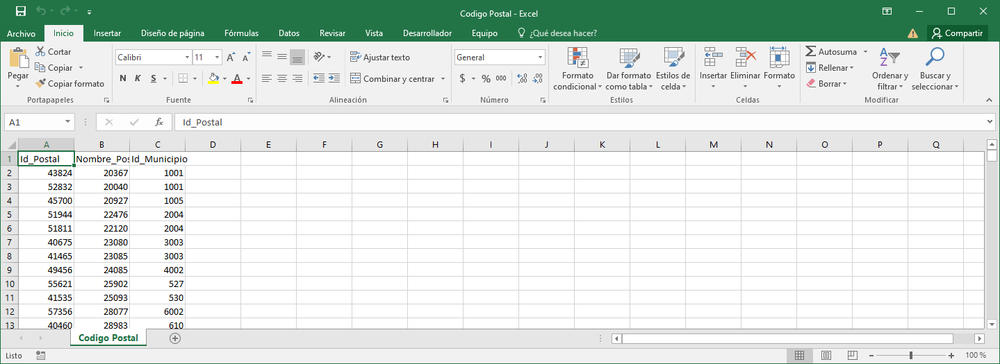 Codigo Postal - Excel
Archivo Inicio Insertar Diseño de página Fórmulas Datos Revisar Vista Desarrollador Equipo ¿Qué desea hacer? Compartir
Pegar Cortar Copiar Copiar formato
Portapapeles
Calibri 11
N K S
Fuente
Ajustar texto
Combinar y centrar
Alineación
General
$ % 000
Número
Formato condicional
Dar formato como tabla
Estilos de celda
Estilos
Insertar Eliminar Formato
Celdas
Autosuma
Rellenar
Borrar
Ordenar y filtrar
Buscar y seleccionar
Modificar
A1 fx Id_Postal
A B C D E F G H I J K L M N O P Q
1 Id_Postal Nombre_Pos Id_Municipio
2 43824 20367 1001
3 52832 20040 1001
4 45700 20927 1005
5 51944 22476 2004
6 51811 22120 2004
7 40675 23080 3003
8 41465 23085 3003
9 49456 24085 4002
10 55621 25902 527
11 41535 25093 530
12 57356 28077 6002
13 40460 28983 610
Codigo Postal
Listo 100 %